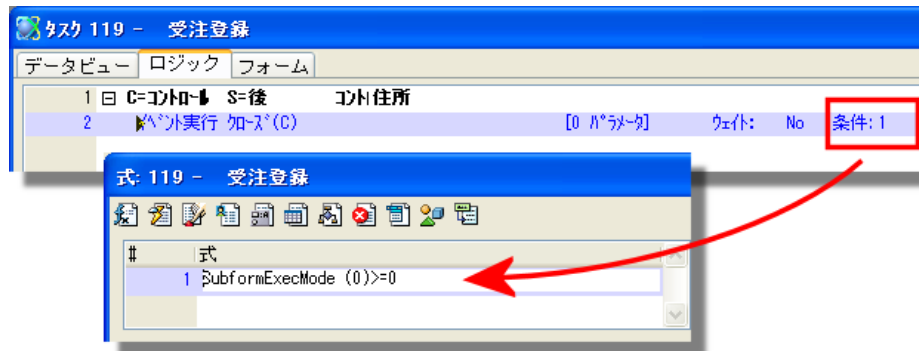 タスク 119 - 受注登録
データビュー ロジック フォーム
1 C=コントロール S=後 コントロ住所
2 イベント実行 クローズ(C) [0 パラメータ] ウェイト: No 条件: 1
式: 119 - 受注登録
# 式
1 SubformExecMode (0)>=0